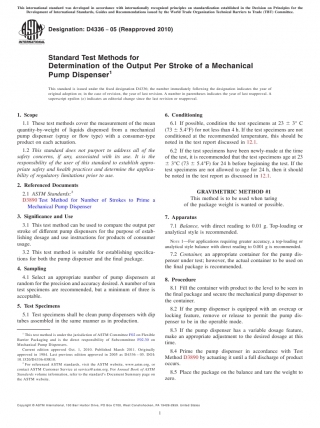 This international standard was developed in accordance with internationally recognized principles on standardization established in the Decision on Principles for the
Development of International Standards, Guides and Recommendations issued by the World Trade Organization Technical Barriers to Trade (TBT) Committee.
Designation: D4336 − 05 (Reapproved 2010)
INTERNATIONAL
Standard Test Methods for
Determination of the Output Per Stroke of a Mechanical
Pump Dispenser¹
This standard is issued under the fixed designation D4336; the number immediately following the designation indicates the year of
original adoption or, in the case of revision, the year of last revision. A number in parentheses indicates the year of last reapproval. A
superscript epsilon (ε) indicates an editorial change since the last revision or reapproval.
1. Scope
1.1 These test methods cover the measurement of the mean
quantity-by-weight of liquids dispensed from a mechanical
pump dispenser (spray or flow type) with a consumer-type
product on each actuation.
1.2 This standard does not purport to address all of the
safety concerns, if any, associated with its use. It is the
responsibility of the user of this standard to establish appro-
priate safety and health practices and determine the applica-
bility of regulatory limitations prior to use.
2. Referenced Documents
2.1 ASTM Standards:²
D3890 Test Method for Number of Strokes to Prime a
Mechanical Pump Dispenser
3. Significance and Use
3.1 This test method can be used to compute the output per
stroke of different pump dispensers for the purpose of estab-
lishing dosage and use instructions for products of consumer
usage.
3.2 This test method is suitable for establishing specifica-
tions for both the pump dispenser and the final package.
4. Sampling
4.1 Select an appropriate number of pump dispensers at
random for the precision and accuracy desired. A number of ten
test specimens are recommended, but a minimum of three is
acceptable.
5. Test Specimens
5.1 Test specimens shall be clean pump dispensers with dip
tubes assembled in the same manner as in production.
¹ This test method is under the jurisdiction of ASTM Committee F02 on Flexible
Barrier Packaging and is the direct responsibility of Subcommittee F02.30 on
Mechanical Pump Dispensers.
Current edition approved Oct. 1, 2010. Published March 2011. Originally
approved in 1984. Last previous edition approved in 2005 as D4336 – 05. DOI:
10.1520/D4336-05R10.
² For referenced ASTM standards, visit the ASTM website, www.astm.org, or
contact ASTM Customer Service at service@astm.org. For Annual Book of ASTM
Standards volume information, refer to the standard's Document Summary page on
the ASTM website.
6. Conditioning
6.1 If possible, condition the test specimens at 23 ± 3° C
(73 ± 5.4°F) for not less than 4 h. If the test specimens are not
conditioned at the recommended temperature, this should be
noted in the test report discussed in 12.1.
6.2 If the test specimens have been newly-made at the time
of the test, it is recommended that the test specimens age at 23
± 3°C (73 ± 5.4°F) for 24 h before beginning the test. If the
test specimens are not allowed to age for 24 h, then it should
be noted in the test report as discussed in 12.1.
GRAVIMETRIC METHOD #1
This method is to be used when taring
of the package weight is wanted or possible.
7. Apparatus
7.1 Balance, with direct reading to 0.01 g. Top-loading or
analytical style is recommended.
NOTE 1—For applications requiring greater accuracy, a top-loading or
analytical style balance with direct reading to 0.001 g is recommended.
7.2 Container, an appropriate container for the pump dis-
penser under test; however, the actual container to be used on
the final package is recommended.
8. Procedure
8.1 Fill the container with product to the level to be seen in
the final package and secure the mechanical pump dispenser to
the container.
8.2 If the pump dispenser is equipped with an overcap or
locking feature, remove or release to permit the pump dis-
penser to be in the operable mode.
8.3 If the pump dispenser has a variable dosage feature,
make an appropriate adjustment to the desired dosage at this
time.
8.4 Prime the pump dispenser in accordance with Test
Method D3890 by actuating it until a full discharge of product
occurs.
8.5 Place the package on the balance and tare the weight to
zero.
Copyright © ASTM International, 100 Barr Harbor Drive, PO Box C700, West Conshohocken, PA 19428-2959. United States
1